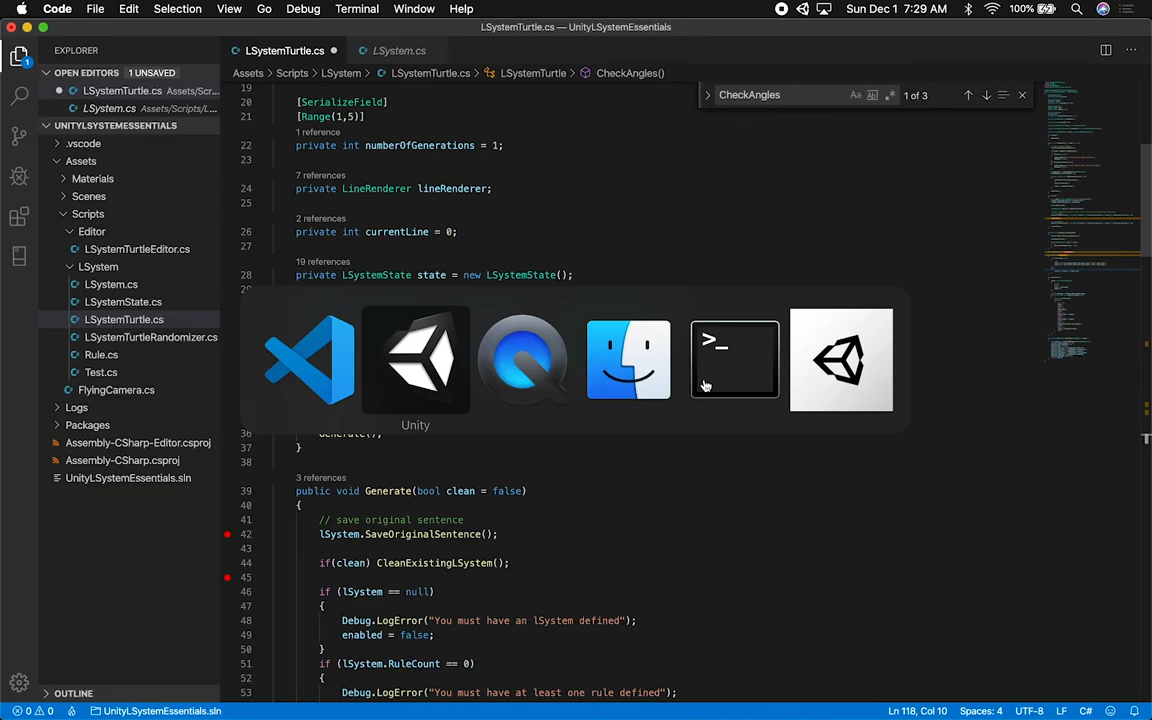 Code File Edit Selection View Go Debug Terminal Window Help
Sun Dec 1 7:29 AM 100%
LSystemTurtle.cs — UnityLSystemEssentials
EXPLORER
OPEN EDITORS 1 UNSAVED
LSystemTurtle.cs Assets/Scr...
LSystem.cs Assets/Scripts/L...
UNITYLSYSTEMESSENTIALS
.vscode
Assets
Materials
Scenes
Scripts
Editor
LSystemTurtleEditor.cs
LSystem
LSystem.cs
LSystemState.cs
LSystemTurtle.cs
LSystemTurtleRandomizer.cs
Rule.cs
Test.cs
FlyingCamera.cs
Logs
Packages
Assembly-CSharp-Editor.csproj
Assembly-CSharp.csproj
UnityLSystemEssentials.sln
OUTLINE
1
LSystemTurtle.cs
LSystem.cs
Assets > Scripts > LSystem > LSystemTurtle.cs > LSystemTurtle > CheckAngles()
CheckAngles Aa Abl .* 1 of 3
19
20 [SerializeField]
21 [Range(1,5)]
1 reference
22 private int numberOfGenerations = 1;
23
7 references
24 private LineRenderer lineRenderer;
25
2 references
26 private int currentLine = 0;
27
19 references
28 private LSystemState state = new LSystemState();
29
Unity
36 Generate();
37 }
38
3 references
39 public void Generate(bool clean = false)
40 {
41 // save original sentence
42 lSystem.SaveOriginalSentence();
43
44 if(clean) CleanExistingLSystem();
45
46 if (lSystem == null)
47 {
48 Debug.LogError("You must have an lSystem defined");
49 enabled = false;
50 }
51 if (lSystem.RuleCount == 0)
52 {
53 Debug.LogError("You must have at least one rule defined");
0 0 UnityLSystemEssentials.sln
Ln 118, Col 10 Spaces: 4 UTF-8 LF C#